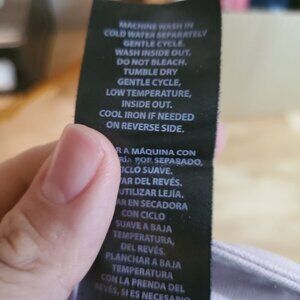 MACHINE WASH IN
COLD WATER SEPARATELY
GENTLE CYCLE.
WASH INSIDE OUT.
DO NOT BLEACH.
TUMBLE DRY
GENTLE CYCLE,
LOW TEMPERATURE,
INSIDE OUT.
COOL IRON IF NEEDED
ON REVERSE SIDE.
R A MÁQUINA CON
POR SEPARADO,
CICLO SUAVE.
AR DEL REVÉS.
UTILIZAR LEJÍA.
AR EN SECADORA
CON CICLO
SUAVE A BAJA
TEMPERATURA,
DEL REVÉS.
PLANCHAR A BAJA
TEMPERATURA
CON LA PRENDA DEL
REVÉS, SI ES NECESARIO